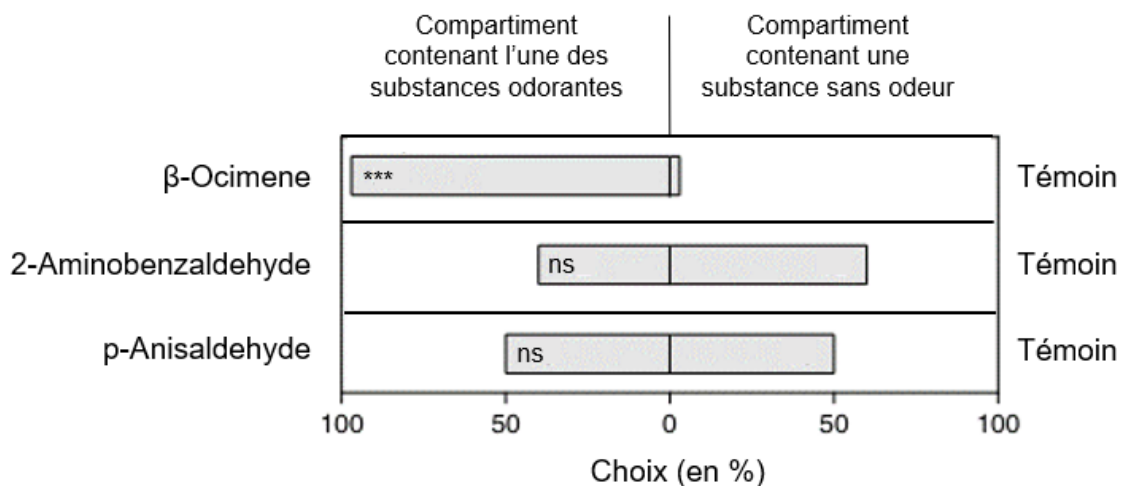 Compartiment
contenant l'une des
substances odorantes
Compartiment
contenant une
substance sans odeur
β-Ocimene
***
Témoin
2-Aminobenzaldehyde
ns
Témoin
p-Anisaldehyde
ns
Témoin
100
50
0
50
100
Choix (en %)